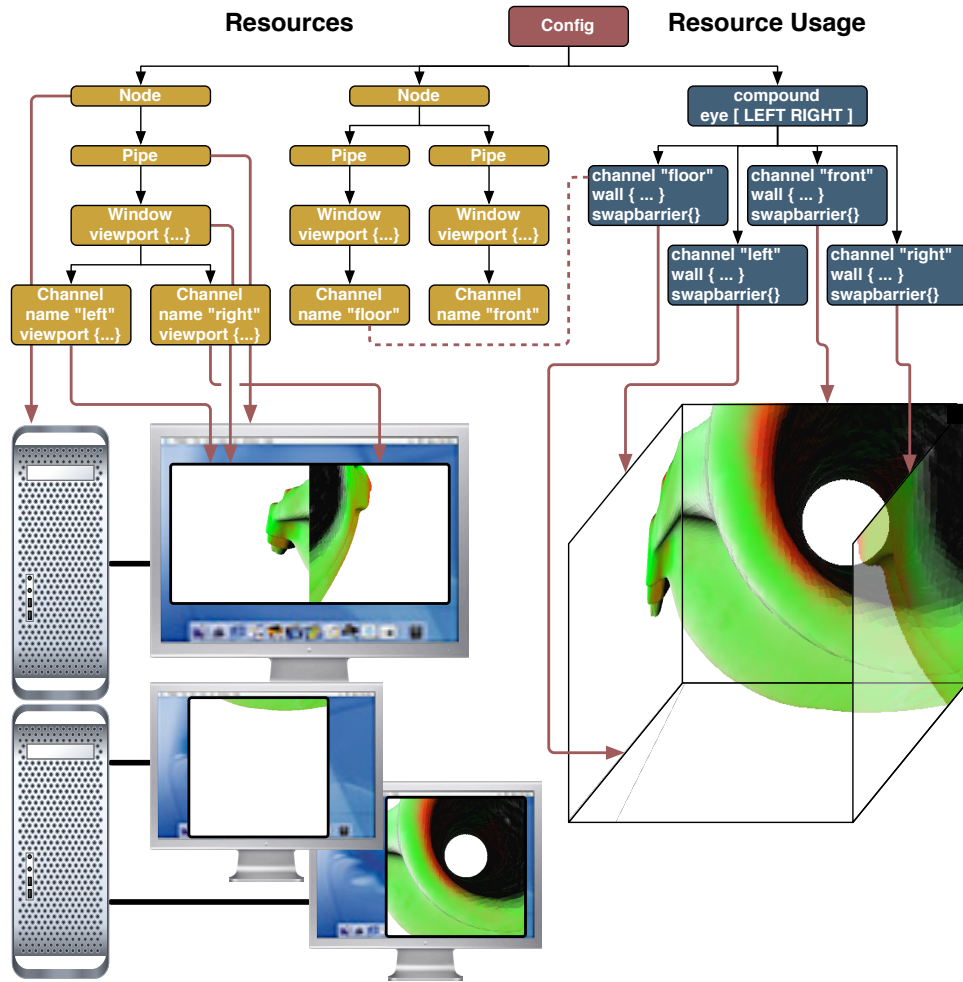 Resources
Config
Resource Usage
Node
Node
compound
eye [ LEFT RIGHT ]
Pipe
Pipe
Pipe
channel "floor"
wall { ... }
swapbarrier{}
channel "front"
wall { ... }
swapbarrier{}
Window
viewport {...}
Window
viewport {...}
Window
viewport {...}
channel "left"
wall { ... }
swapbarrier{}
channel "right"
wall { ... }
swapbarrier{}
Channel
name "left"
viewport {...}
Channel
name "right"
viewport {...}
Channel
name "floor"
Channel
name "front"